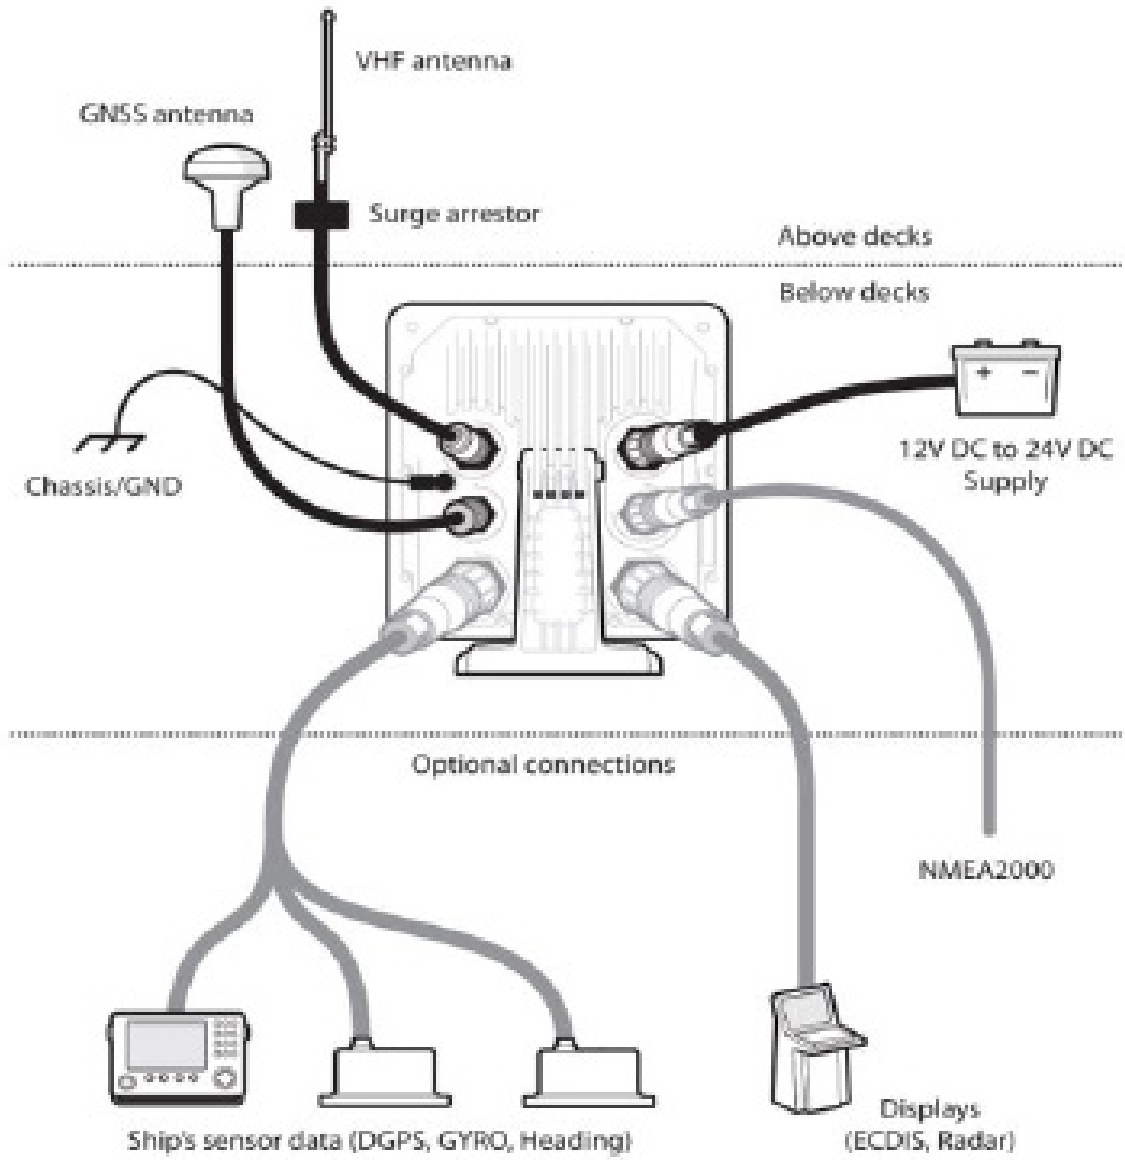 VHF antenna
GNSS antenna
Surge arrestor
Above decks
Below decks
+ −
12V DC to 24V DC
Supply
Chassis/GND
Optional connections
NMEA2000
Displays
(ECDIS, Radar)
Ship's sensor data (DGPS, GYRO, Heading)